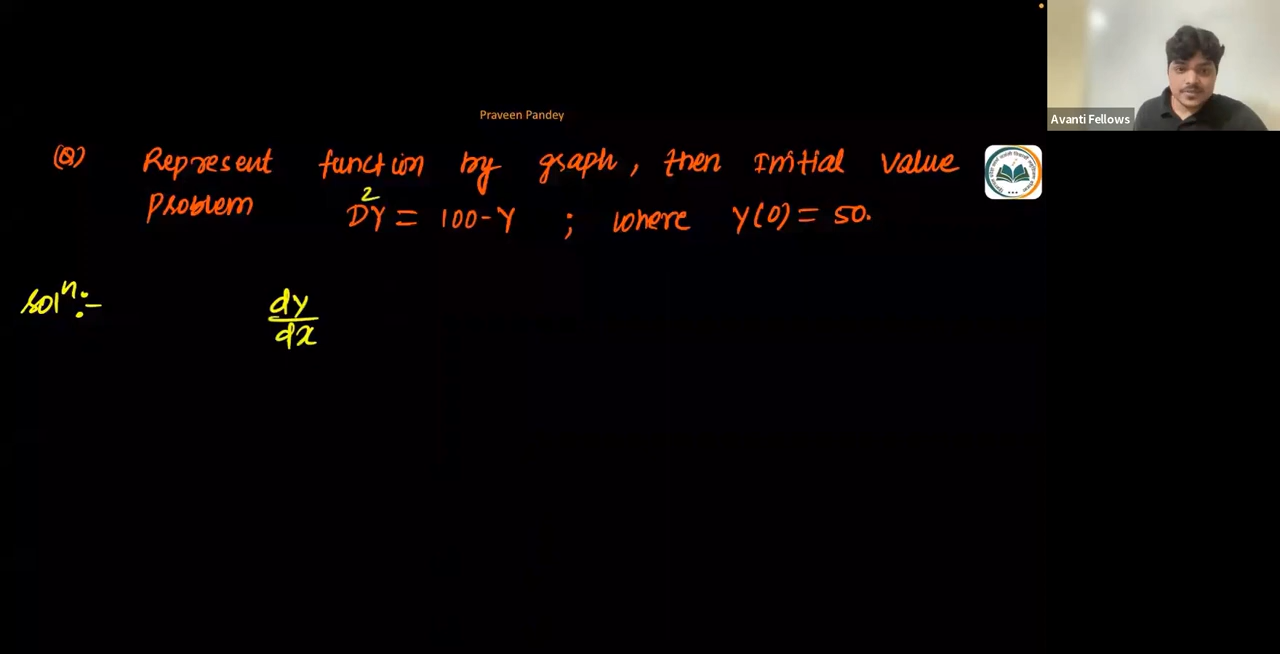 Avanti Fellows
Praveen Pandey
(Q) Represent function by graph, then Initial value
Problem D²Y = 100 - Y ; where Y(0) = 50.
Solⁿ:- dy/dx